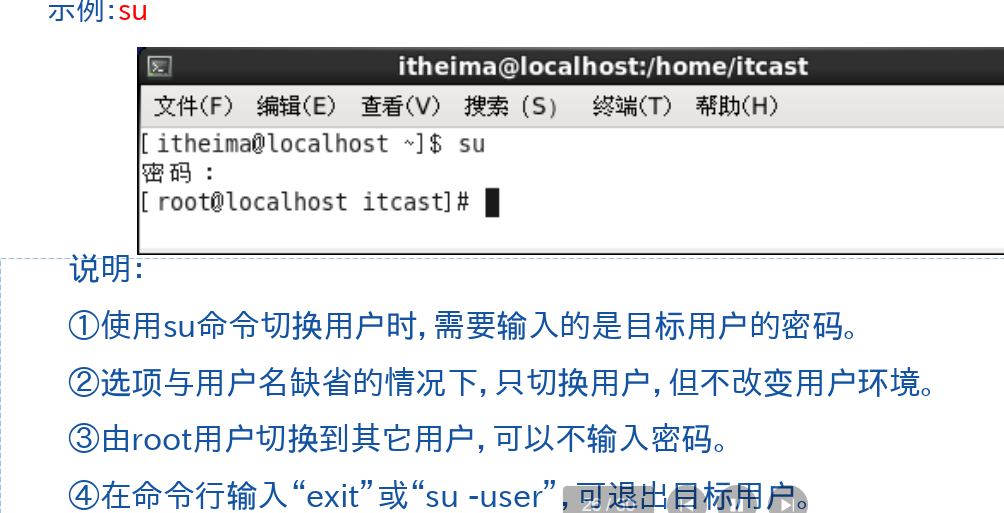 示例:su
itheima@localhost:/home/itcast
文件(F) 编辑(E) 查看(V) 搜索 (S) 终端(T) 帮助(H)
[itheima@localhost ~]$ su
密码：
[root@localhost itcast]#
说明：
①使用su命令切换用户时，需要输入的是目标用户的密码。
②选项与用户名缺省的情况下，只切换用户，但不改变用户环境。
③由root用户切换到其它用户，可以不输入密码。
④在命令行输入“exit”或“su -user”，可退出目标用户。